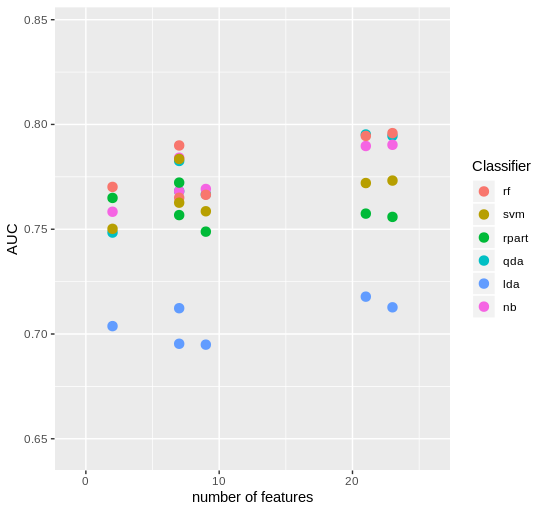 0.85
0.80
0.75
0.70
0.65
AUC
0
10
20
number of features
Classifier
rf
svm
rpart
qda
lda
nb